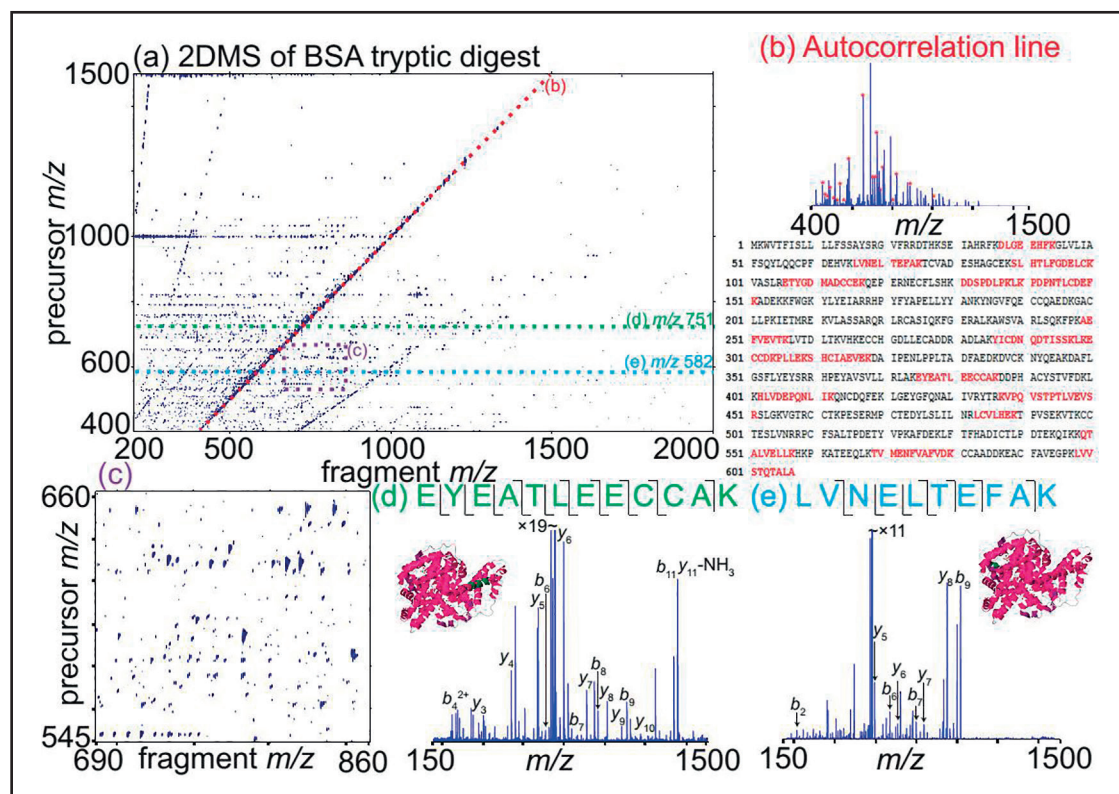 (a) 2DMS of BSA tryptic digest
1500
1000
600
400
precursor m/z
(b)
(d) m/z 751
(c)
(e) m/z 582
200 500 1000 1500 2000
fragment m/z
(b) Autocorrelation line
400 m/z 1500
1 MKWVTFISLL LLFSSAYSRG VFRRDTHKSE IAHRFKDLGE EHFKGLVLIA
51 FSQYLQQCPF DEHVKLVNEL TEFAKTCVAD ESHAGCEKSL HTLFGDELCK
101 VASLRETYGD MADCCEKQEP ERNECFLSHK DDSPDLPKLK PDPNTLCDEF
151 KADEKKFWGK YLYEIARRHP YFYAPELLYY ANKYNGVFQE CCQAEDKGAC
201 LLPKIETMRE KVLASSARQR LRCASIQKFG ERALKAWSVA RLSQKFPKAE
251 FVEVTKLVTD LTKVHKECCH GDLLECADDR ADLAKYICDN QDTISSKLKE
301 CCDKPLLEKS HCIAEVEKDA IPENLPPLTA DFAEDKDVCK NYQEAKDAFL
351 GSFLYEYSRR HPEYAVSVLL RLAKEYEATL EECCAKDDPH ACYSTVFDKL
401 KHLVDEPQNL IKQNCDQFEK LGEYGFQNAL IVRYTRKVPQ VSTPTLVEVS
451 RSLGKVGTRC CTKPESERMP CTEDYLSLIL NRLCVLHEKT PVSEKVTKCC
501 TESLVNRRPC FSALTPDETY VPKAFDEKLF TFHADICTLP DTEKQIKKQT
551 ALVELLKHKP KATEEQLKTV MENFVAFVDK CCAADDKEAC FAVEGPKLVV
601 STQTALA
(c)
660
precursor m/z
545
690 fragment m/z 860
(d) EYEATLEECCAK
×19~
y6
b6
y5
b11 y11-NH3
y4
b4 2+
y3
y7
b8
y8
b9
b7
y9
y10
150 m/z 1500
(e) LVNELTEFAK
~×11
y8 b9
y5
y6
y7
b6
b7
b2
150 m/z 1500